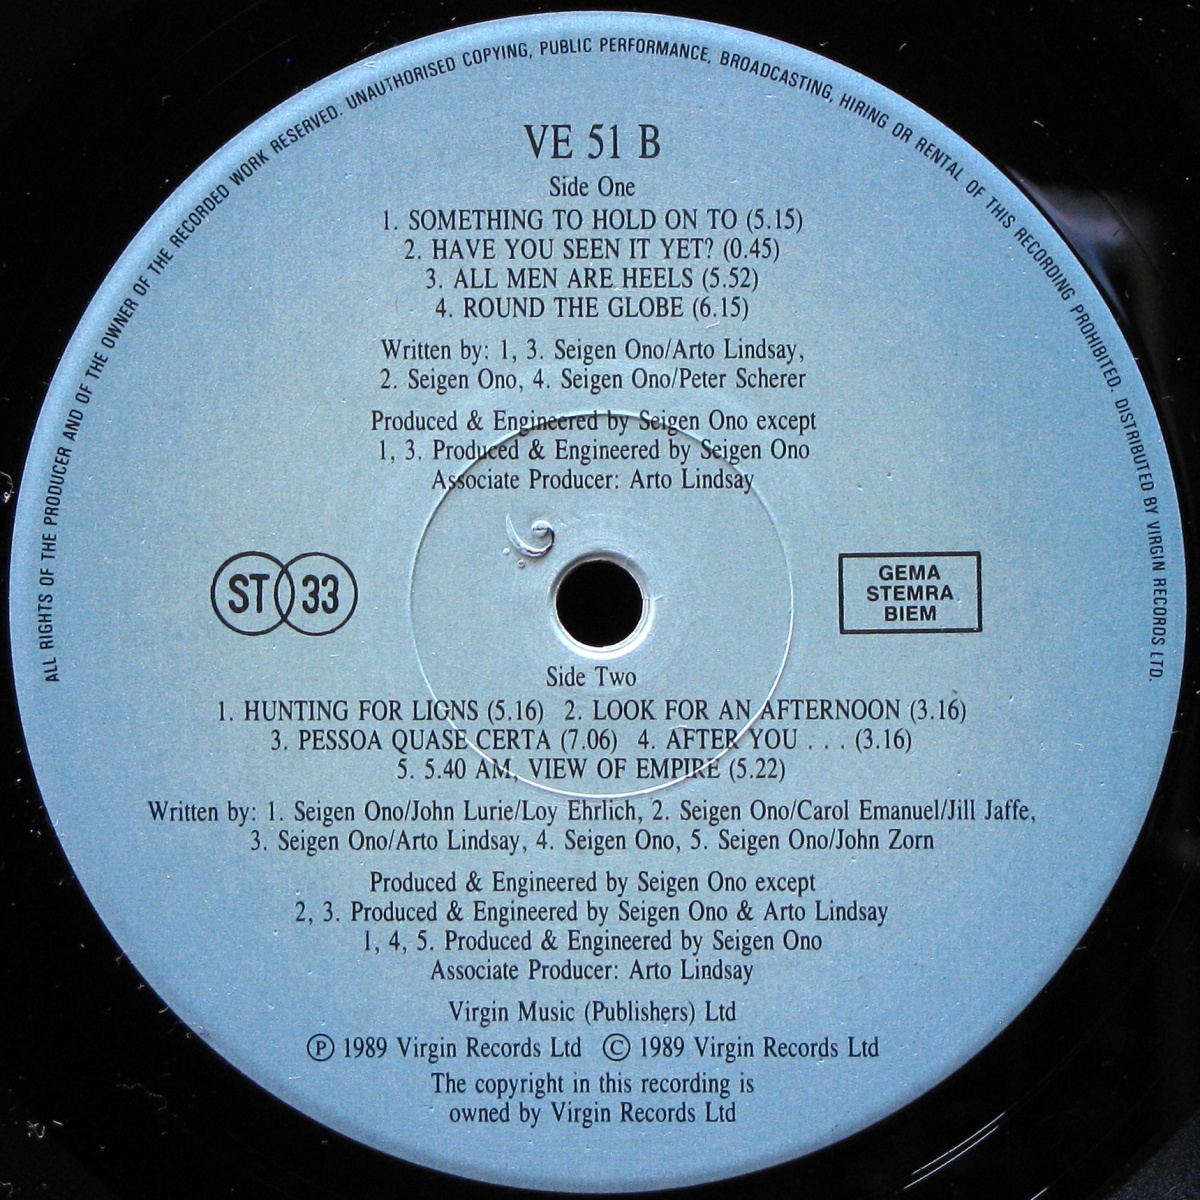 ALL RIGHTS OF THE PRODUCER AND OF THE OWNER OF THE RECORDED WORK RESERVED. UNAUTHORISED COPYING, PUBLIC PERFORMANCE, BROADCASTING, HIRING OR RENTAL OF THIS RECORDING PROHIBITED. DISTRIBUTED BY VIRGIN RECORDS LTD.
VE 51 B
Side One
1. SOMETHING TO HOLD ON TO (5.15)
2. HAVE YOU SEEN IT YET? (0.45)
3. ALL MEN ARE HEELS (5.52)
4. ROUND THE GLOBE (6.15)
Written by: 1, 3. Seigen Ono/Arto Lindsay,
2. Seigen Ono, 4. Seigen Ono/Peter Scherer
Produced & Engineered by Seigen Ono except
1, 3. Produced & Engineered by Seigen Ono
Associate Producer: Arto Lindsay
ST 33
GEMA
STEMRA
BIEM
Side Two
1. HUNTING FOR LIONS (5.16) 2. LOOK FOR AN AFTERNOON (3.16)
3. PESSOA QUASE CERTA (7.06) 4. AFTER YOU . . . (3.16)
5. 5.40 AM, VIEW OF EMPIRE (5.22)
Written by: 1. Seigen Ono/John Lurie/Loy Ehrlich, 2. Seigen Ono/Carol Emanuel/Jill Jaffe,
3. Seigen Ono/Arto Lindsay, 4. Seigen Ono, 5. Seigen Ono/John Zorn
Produced & Engineered by Seigen Ono except
2, 3. Produced & Engineered by Seigen Ono & Arto Lindsay
1, 4, 5. Produced & Engineered by Seigen Ono
Associate Producer: Arto Lindsay
Virgin Music (Publishers) Ltd
Ⓟ 1989 Virgin Records Ltd © 1989 Virgin Records Ltd
The copyright in this recording is
owned by Virgin Records Ltd